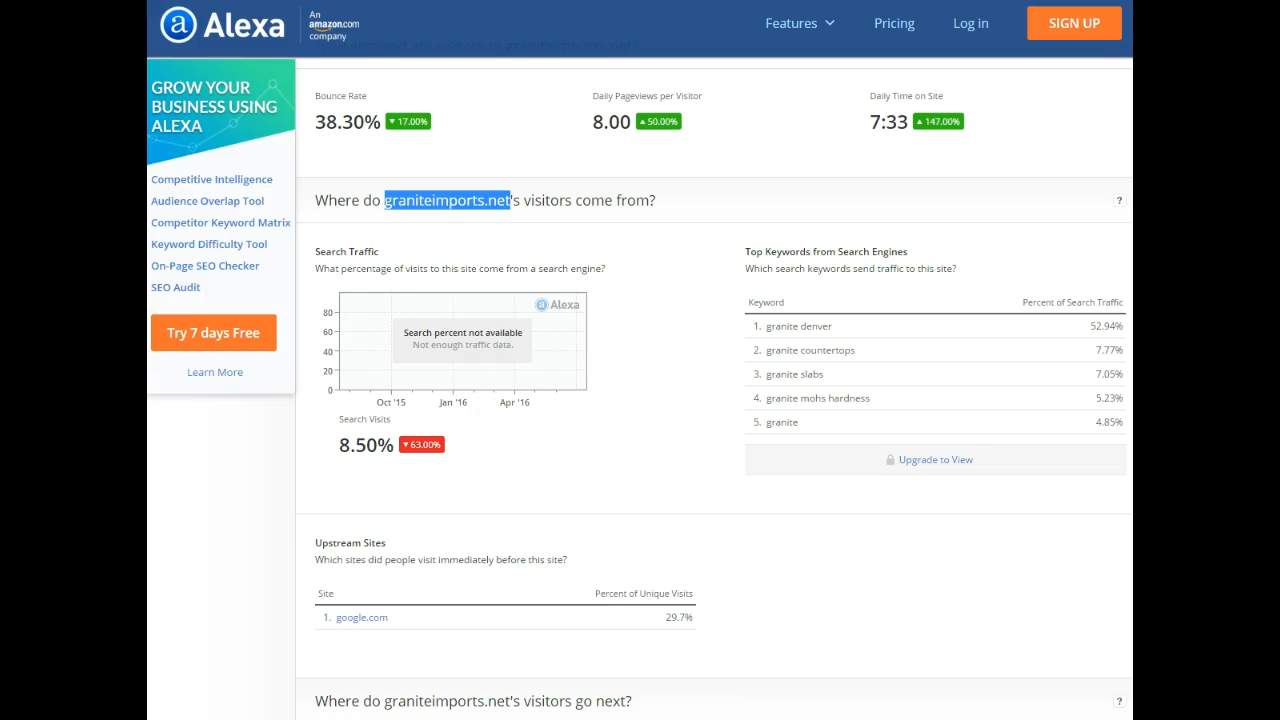 Alexa
An
amazon.com
company
Features
Pricing
Log in
SIGN UP
GROW YOUR
BUSINESS USING
ALEXA
Competitive Intelligence
Audience Overlap Tool
Competitor Keyword Matrix
Keyword Difficulty Tool
On-Page SEO Checker
SEO Audit
Try 7 days Free
Learn More
Bounce Rate
38.30% ▼ 17.00%
Daily Pageviews per Visitor
8.00 ▲ 50.00%
Daily Time on Site
7:33 ▲ 147.00%
Where do graniteimports.net's visitors come from? ?
Search Traffic
What percentage of visits to this site come from a search engine?
Alexa
80
60
40
20
0
Search percent not available
Not enough traffic data.
Oct '15 Jan '16 Apr '16
Search Visits
8.50% ▼ 63.00%
Top Keywords from Search Engines
Which search keywords send traffic to this site?
Keyword Percent of Search Traffic
1. granite denver 52.94%
2. granite countertops 7.77%
3. granite slabs 7.05%
4. granite mohs hardness 5.23%
5. granite 4.85%
Upgrade to View
Upstream Sites
Which sites did people visit immediately before this site?
Site Percent of Unique Visits
1. google.com 29.7%
Where do graniteimports.net's visitors go next? ?